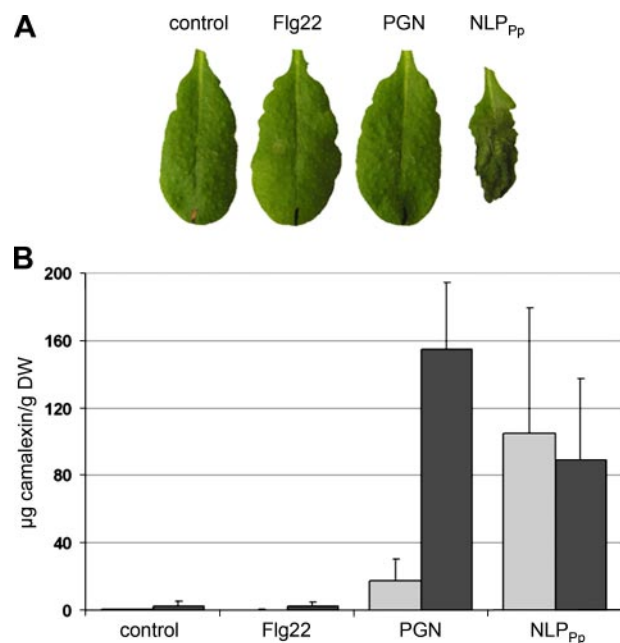 A
control Flg22 PGN NLPPp
B
200
160
120
80
40
0
µg camalexin/g DW
control Flg22 PGN NLPPp